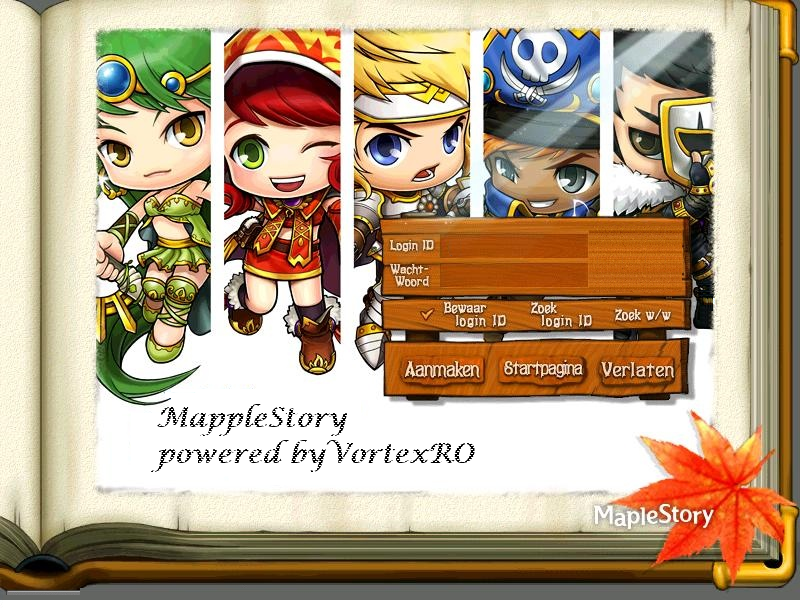 Login ID
Wacht-
Woord
Bewaar
login ID
Zoek
login ID
Zoek w/w
Aanmaken
Startpagina
Verlaten
MappleStory
powered by VortexRO
MapleStory